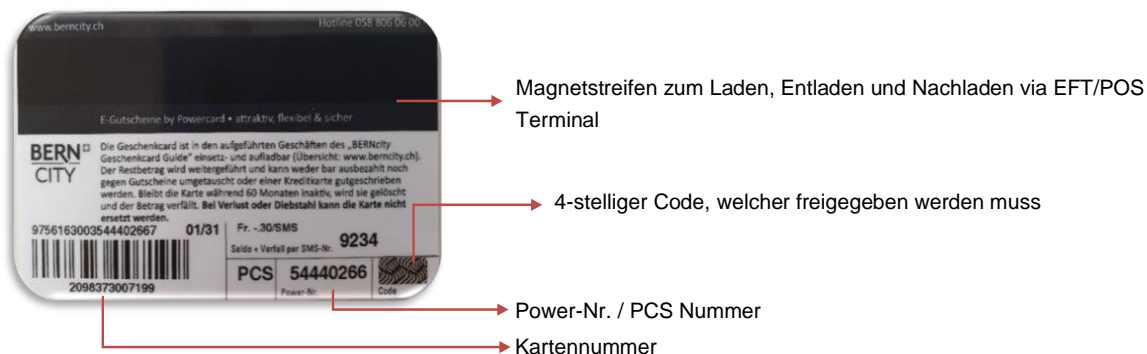 www.berncity.ch Hotline 058 806 06 00
E-Gutscheine by Powercard • attraktiv, flexibel & sicher
BERN
CITY
Die Geschenkcard ist in den aufgeführten Geschäften des „BERNcity
Geschenkcard Guide" einsetz- und aufladbar (Übersicht: www.berncity.ch).
Der Restbetrag wird weitergeführt und kann weder bar ausbezahlt noch
gegen Gutscheine umgetauscht oder einer Kreditkarte gutgeschrieben
werden. Bleibt die Karte während 60 Monaten inaktiv, wird sie gelöscht
und der Betrag verfällt. Bei Verlust oder Diebstahl kann die Karte nicht
ersetzt werden.
9756163003544402667 01/31
Fr. -.30/SMS
Saldo + Verfall per SMS-Nr. 9234
PCS 54440266
Power-Nr. Code
2098373007199
Magnetstreifen zum Laden, Entladen und Nachladen via EFT/POS
Terminal
4-stelliger Code, welcher freigegeben werden muss
Power-Nr. / PCS Nummer
Kartennummer